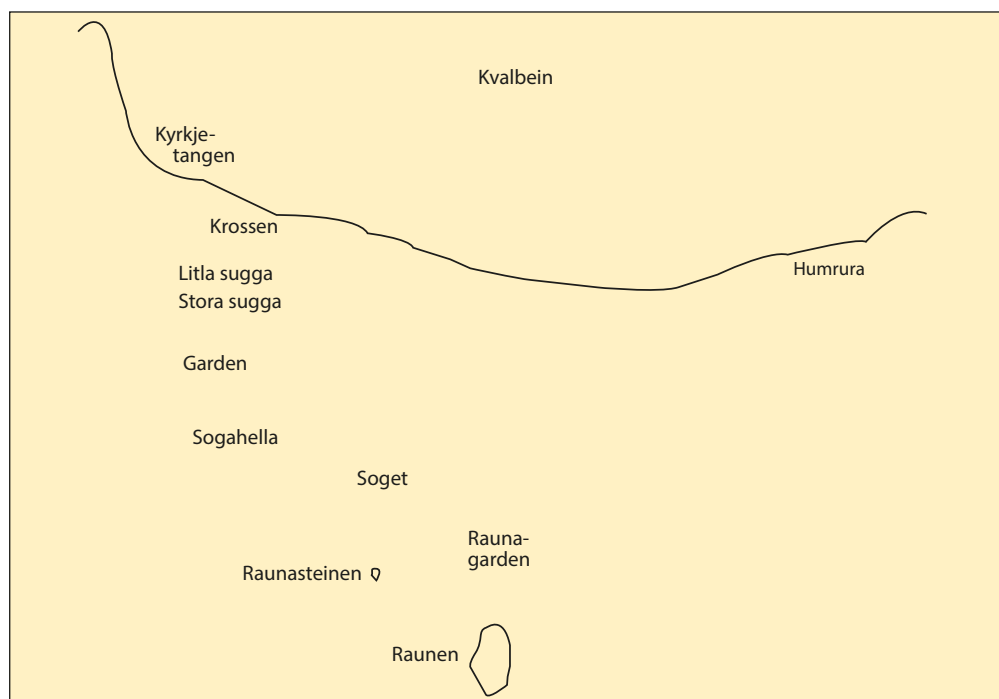 Kvalbein
Kyrkje-
tangen
Krossen
Humrura
Litla sugga
Stora sugga
Garden
Sogahella
Soget
Rauna-
garden
Raunasteinen
Raunen